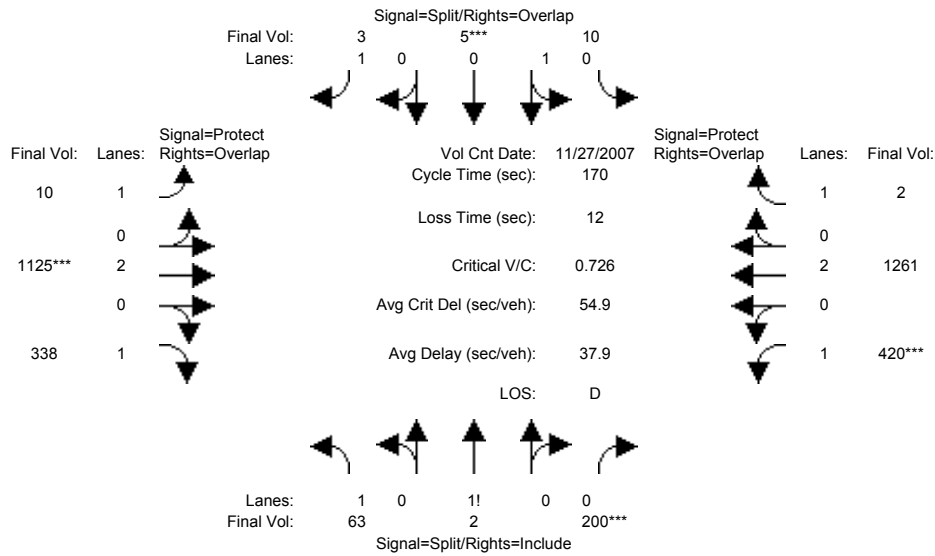 Signal=Split/Rights=Overlap
Final Vol: 3 5*** 10
Lanes: 1 0 0 1 0
Signal=Protect Signal=Protect
Final Vol: Lanes: Rights=Overlap Vol Cnt Date: 11/27/2007 Rights=Overlap Lanes: Final Vol:
Cycle Time (sec): 170
10 1 1 2
Loss Time (sec): 12
0 0
1125*** 2 Critical V/C: 0.726 2 1261
0 Avg Crit Del (sec/veh): 54.9 0
338 1 Avg Delay (sec/veh): 37.9 1 420***
LOS: D
Lanes: 1 0 1! 0 0
Final Vol: 63 2 200***
Signal=Split/Rights=Include